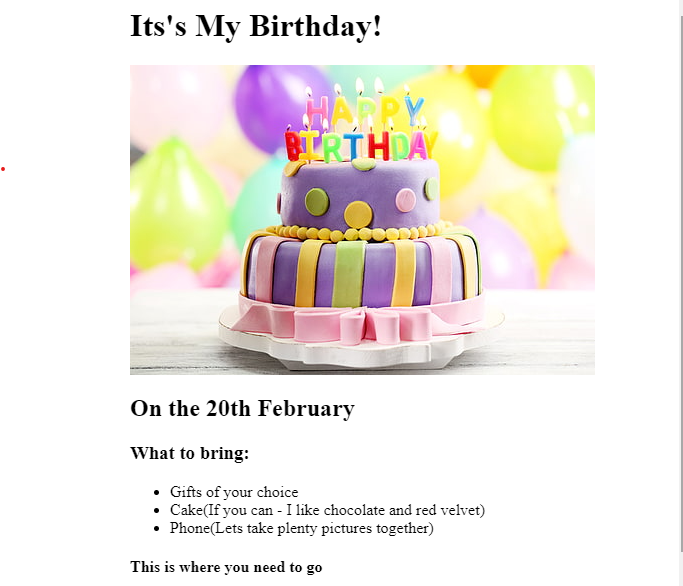 Its's My Birthday!
HAPPY
BIRTHDAY
On the 20th February
What to bring:
Gifts of your choice
Cake(If you can - I like chocolate and red velvet)
Phone(Lets take plenty pictures together)
This is where you need to go